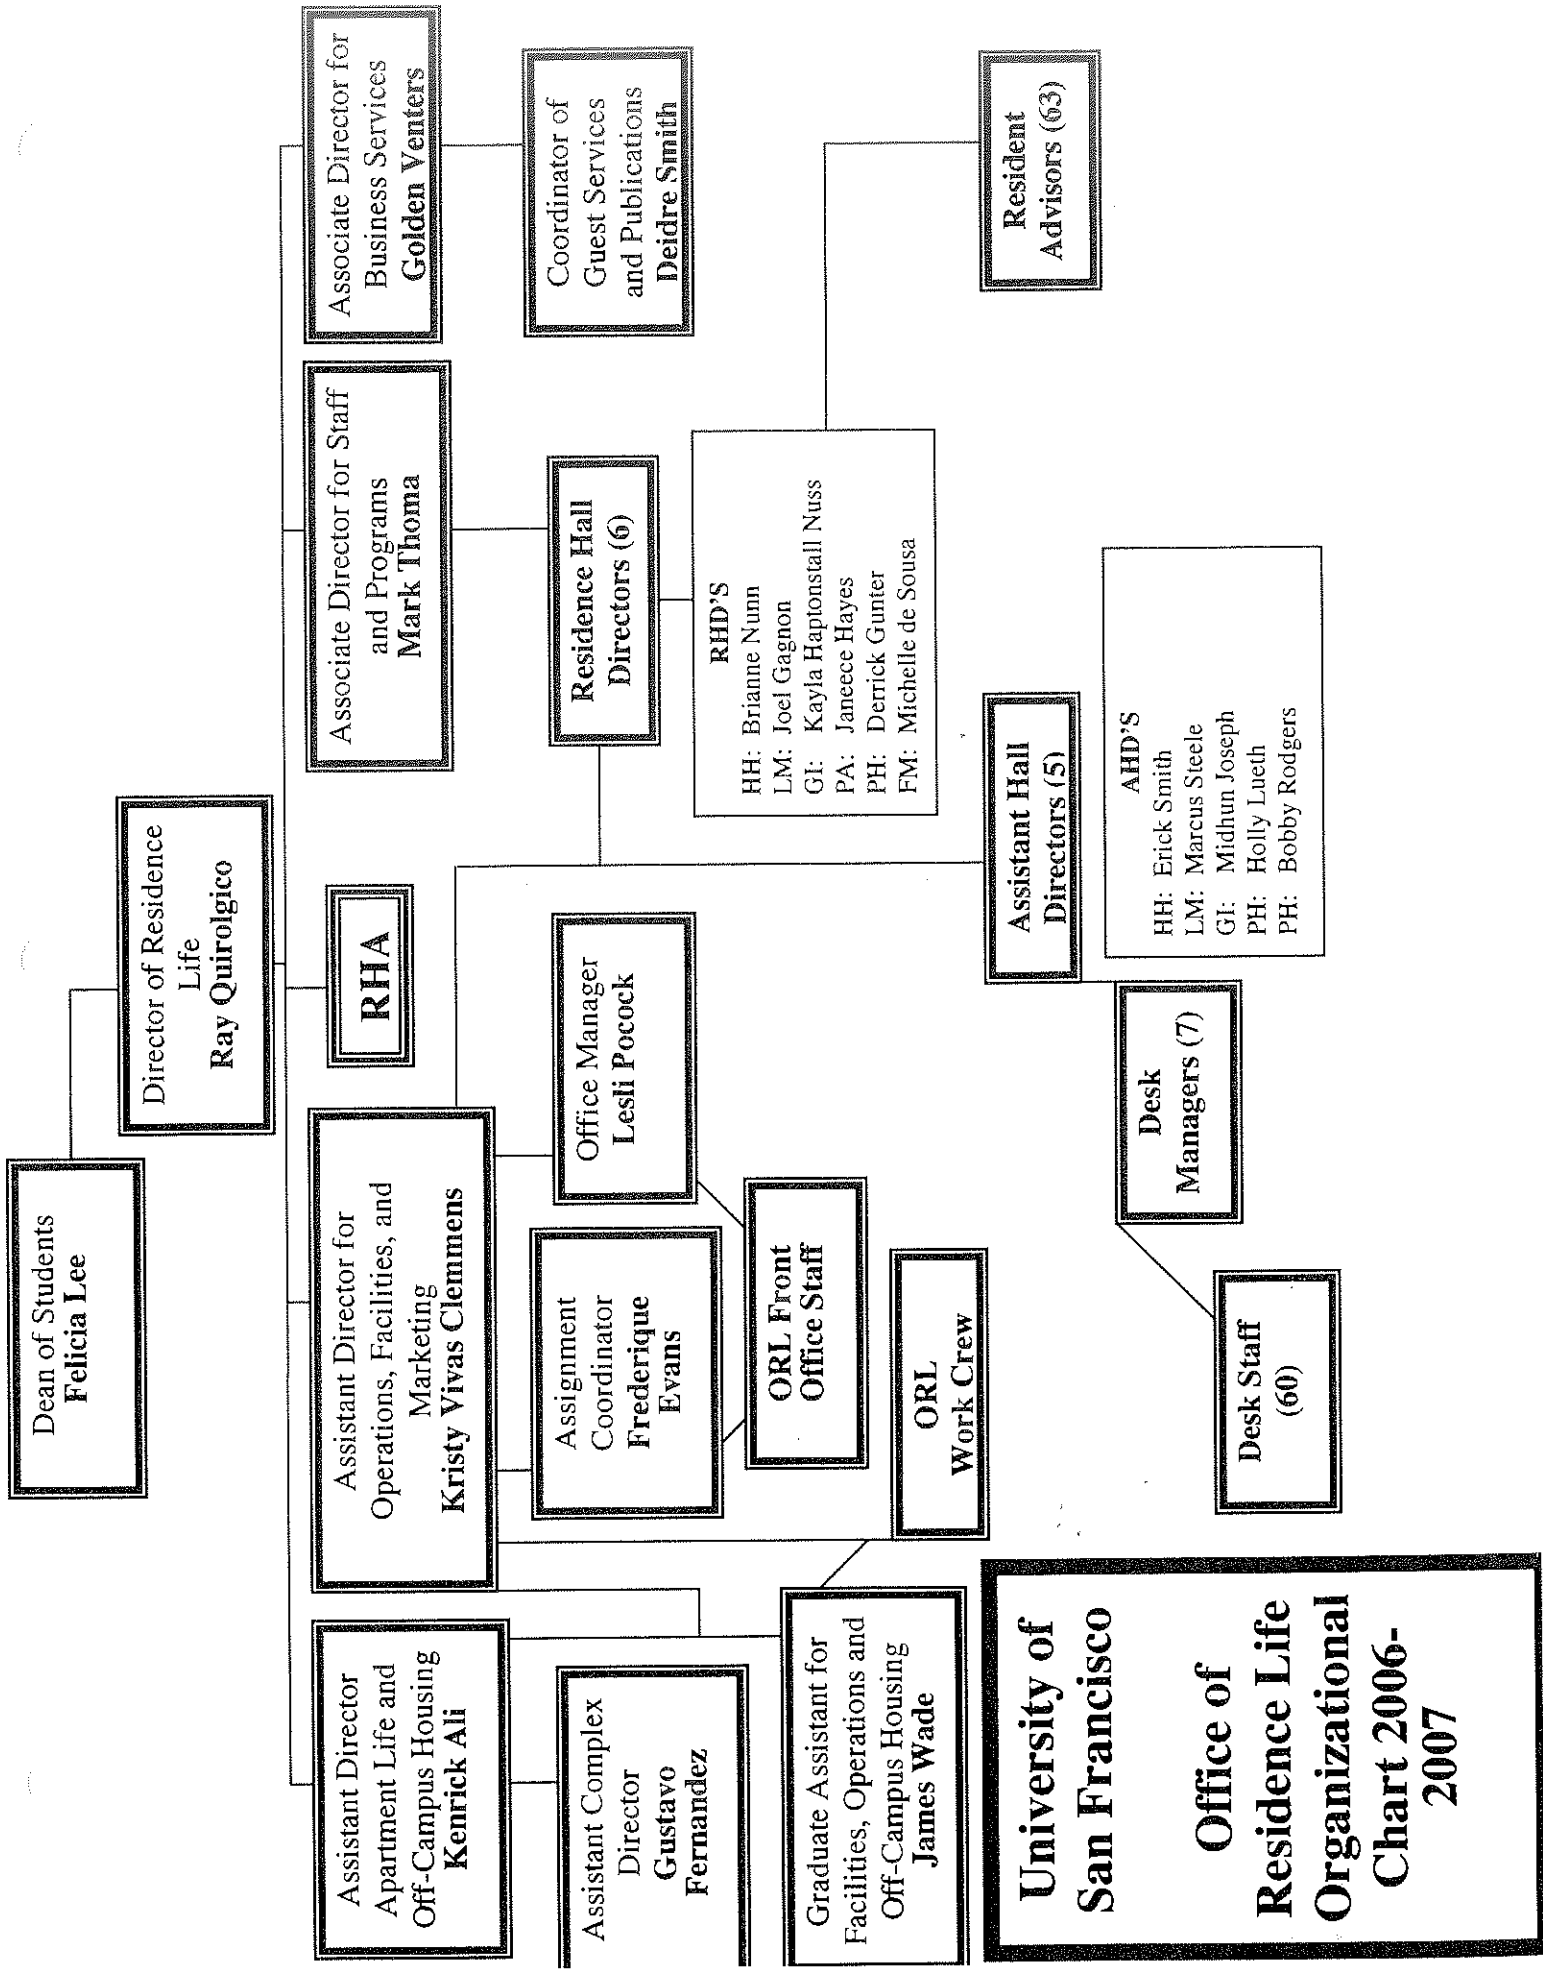 Dean of Students
Felicia Lee
Director of Residence
Life
Ray Quirolgico
Assistant Director
Apartment Life and
Off-Campus Housing
Kenrick Ali
Assistant Director for
Operations, Facilities, and
Marketing
Kristy Vivas Clemmens
RHA
Associate Director for Staff
and Programs
Mark Thoma
Associate Director for
Business Services
Golden Venters
Assistant Complex
Director
Gustavo
Fernandez
Assignment
Coordinator
Frederique
Evans
Office Manager
Lesli Pocock
Residence Hall
Directors (6)
Coordinator of
Guest Services
and Publications
Deidre Smith
RHD'S
HH: Brianne Nunn
LM: Joel Gagnon
GI: Kayla Haptonstall Nuss
PA: Janeece Hayes
PH: Derrick Gunter
FM: Michelle de Sousa
ORL Front
Office Staff
Graduate Assistant for
Facilities, Operations and
Off-Campus Housing
James Wade
ORL
Work Crew
Assistant Hall
Directors (5)
Resident
Advisors (63)
AHD'S
HH: Erick Smith
LM: Marcus Steele
GI: Midhun Joseph
PH: Holly Lueth
PH: Bobby Rodgers
Desk
Managers (7)
Desk Staff
(60)
University of
San Francisco
Office of
Residence Life
Organizational
Chart 2006-
2007